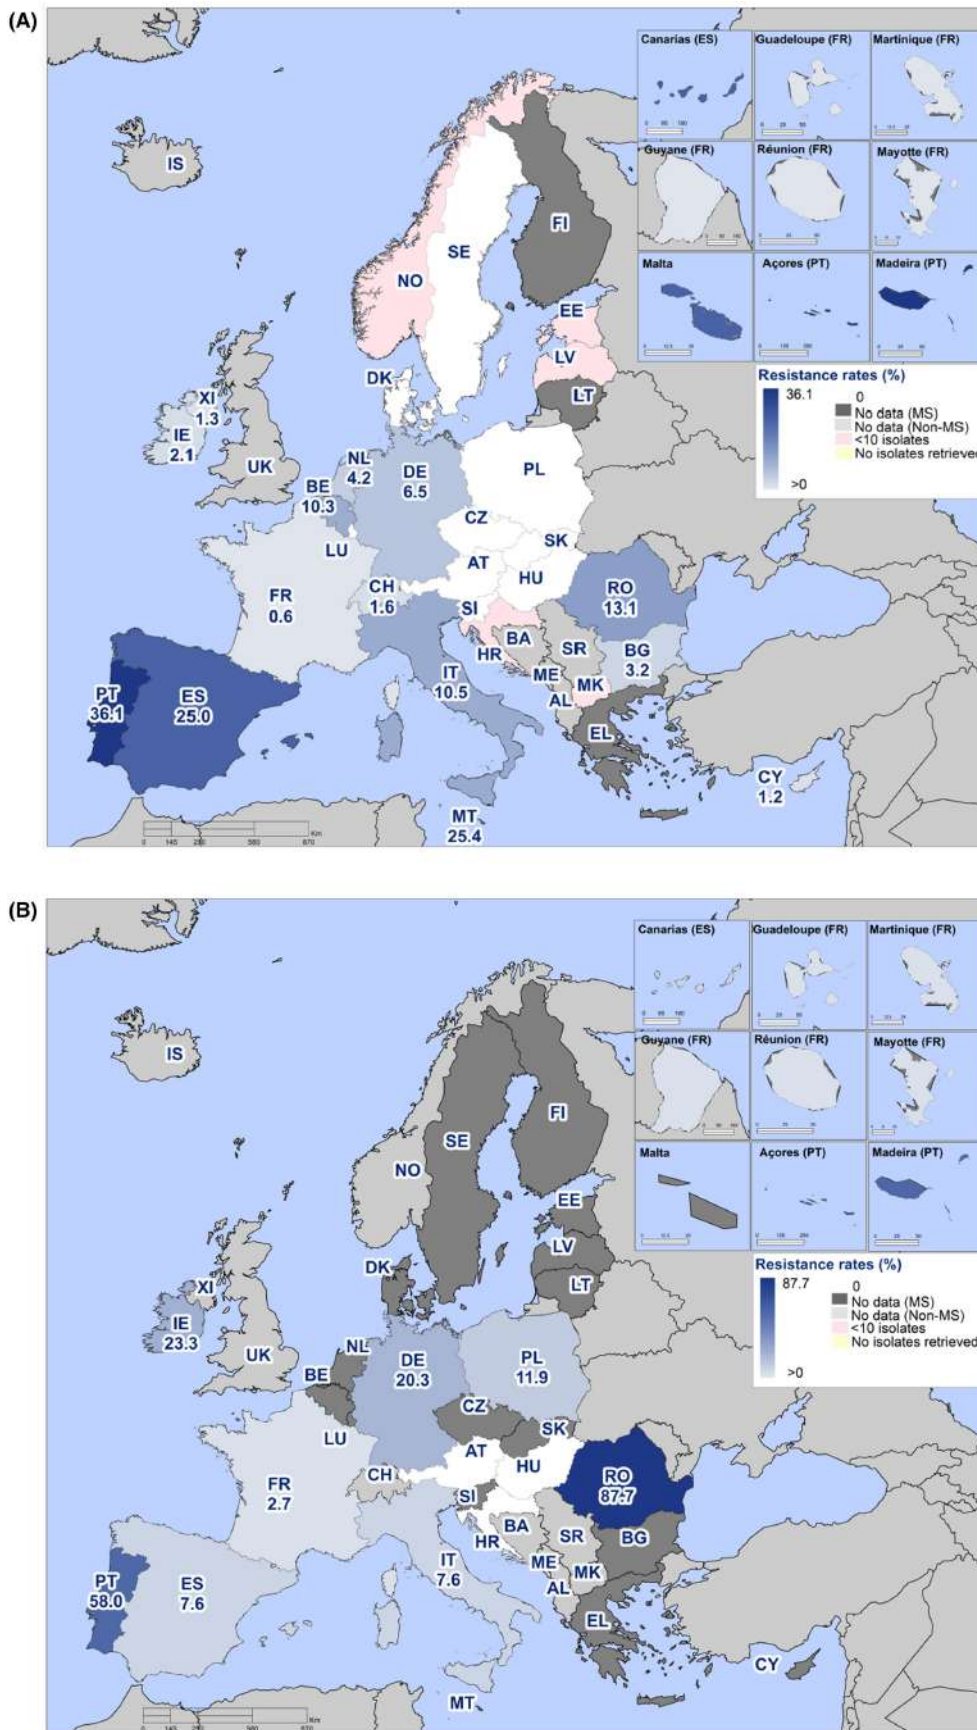 (A)
Canarias (ES)
Guadeloupe (FR)
Martinique (FR)
Guyane (FR)
Réunion (FR)
Mayotte (FR)
Malta
Açores (PT)
Madeira (PT)
IS
FI
SE
NO
EE
LV
LT
DK
XI
1.3
IE
2.1
UK
NL
4.2
BE
10.3
DE
6.5
PL
LU
CZ
SK
AT
HU
FR
0.6
CH
1.6
SI
RO
13.1
HR
BA
SR
BG
3.2
ME
MK
AL
IT
10.5
PT
36.1
ES
25.0
EL
CY
1.2
MT
25.4
Resistance rates (%)
36.1
>0
0
No data (MS)
No data (Non-MS)
<10 isolates
No isolates retrieved
Km
(B)
Canarias (ES)
Guadeloupe (FR)
Martinique (FR)
Guyane (FR)
Réunion (FR)
Mayotte (FR)
Malta
Açores (PT)
Madeira (PT)
IS
FI
SE
NO
EE
LV
LT
DK
XI
IE
23.3
UK
NL
BE
DE
20.3
PL
11.9
LU
CZ
SK
AT
HU
FR
2.7
CH
SI
RO
87.7
HR
BA
SR
BG
ME
MK
AL
IT
7.6
PT
58.0
ES
7.6
EL
CY
MT
Resistance rates (%)
87.7
>0
0
No data (MS)
No data (Non-MS)
<10 isolates
No isolates retrieved
Km